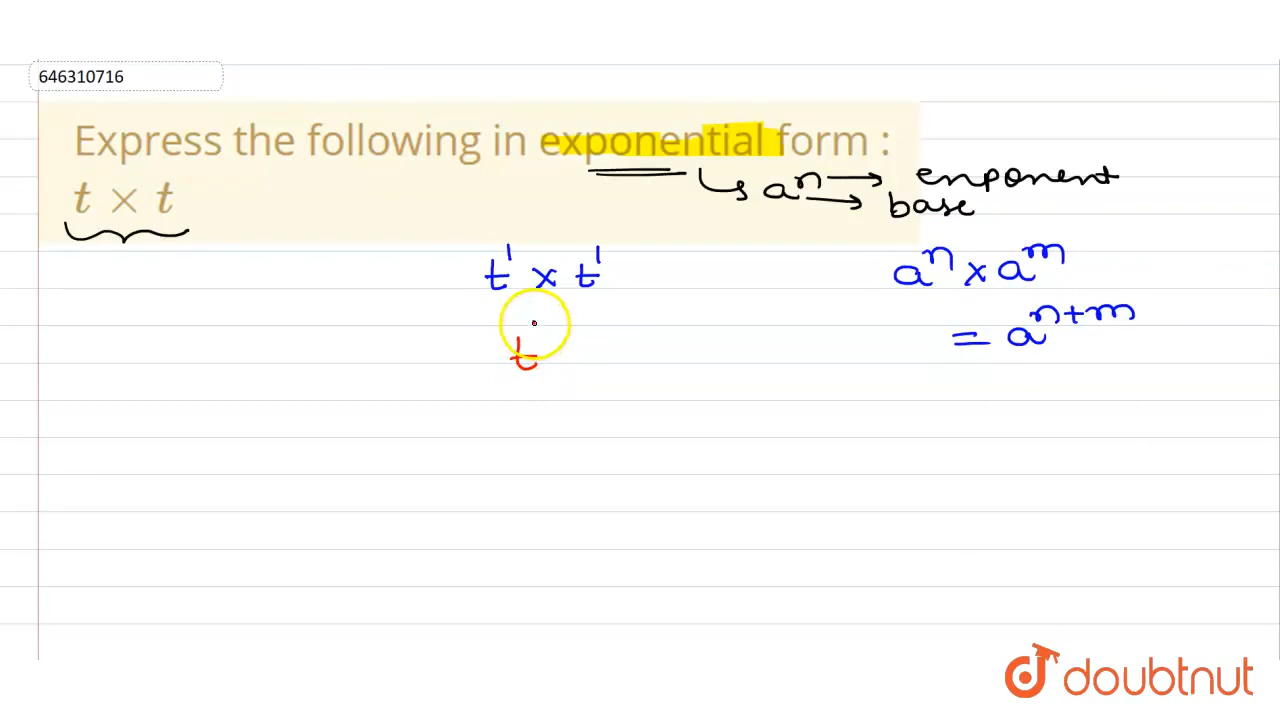 646310716
Express the following in exponential form :
t × t
aⁿ → enponent
→ base
t¹ × t¹
aⁿ × aᵐ
= aⁿ⁺ᵐ
t
doubtnut